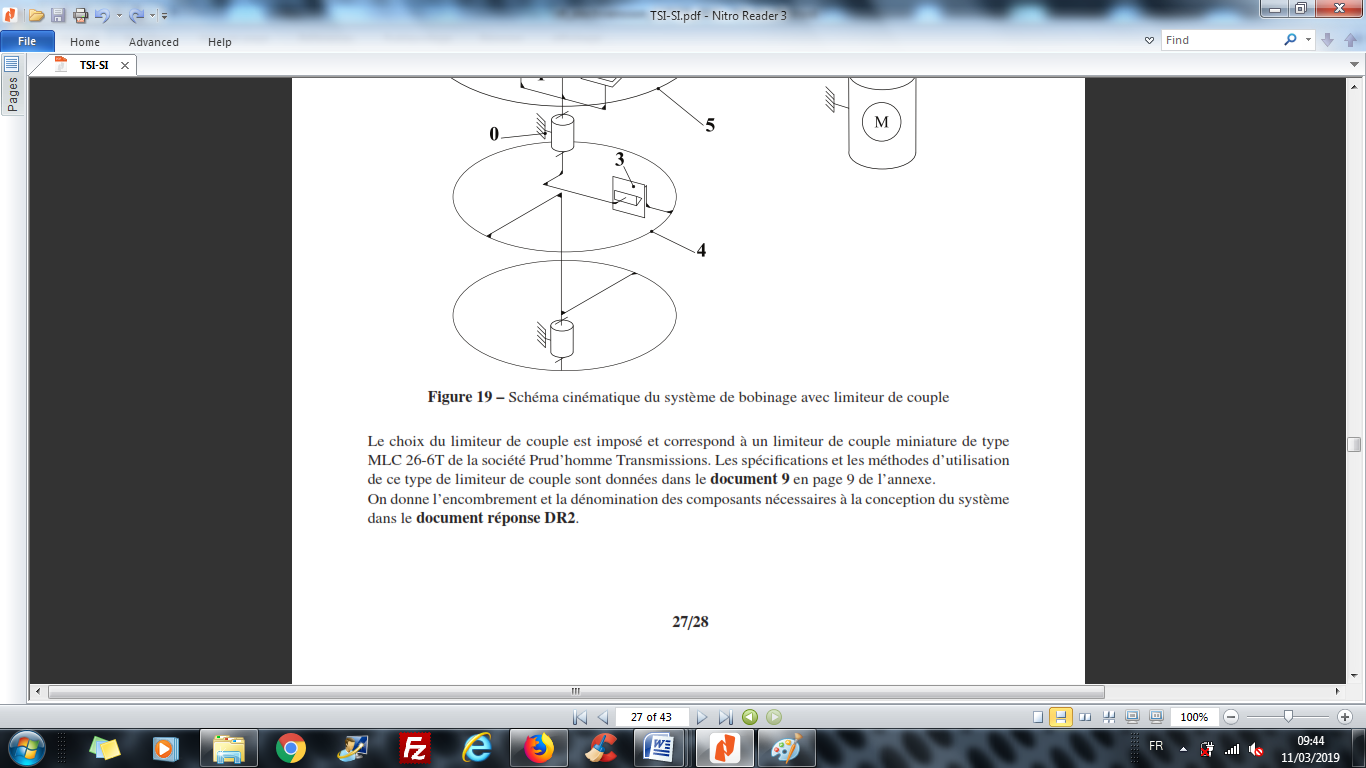 TSI-SI.pdf - Nitro Reader 3
File Home Advanced Help Find
TSI-SI
Pages
5
M
0
3
4
Figure 19 – Schéma cinématique du système de bobinage avec limiteur de couple
Le choix du limiteur de couple est imposé et correspond à un limiteur de couple miniature de type
MLC 26-6T de la société Prud'homme Transmissions. Les spécifications et les méthodes d'utilisation
de ce type de limiteur de couple sont données dans le document 9 en page 9 de l'annexe.
On donne l'encombrement et la dénomination des composants nécessaires à la conception du système
dans le document réponse DR2.
27/28
27 of 43
100%
FR
09:44
11/03/2019